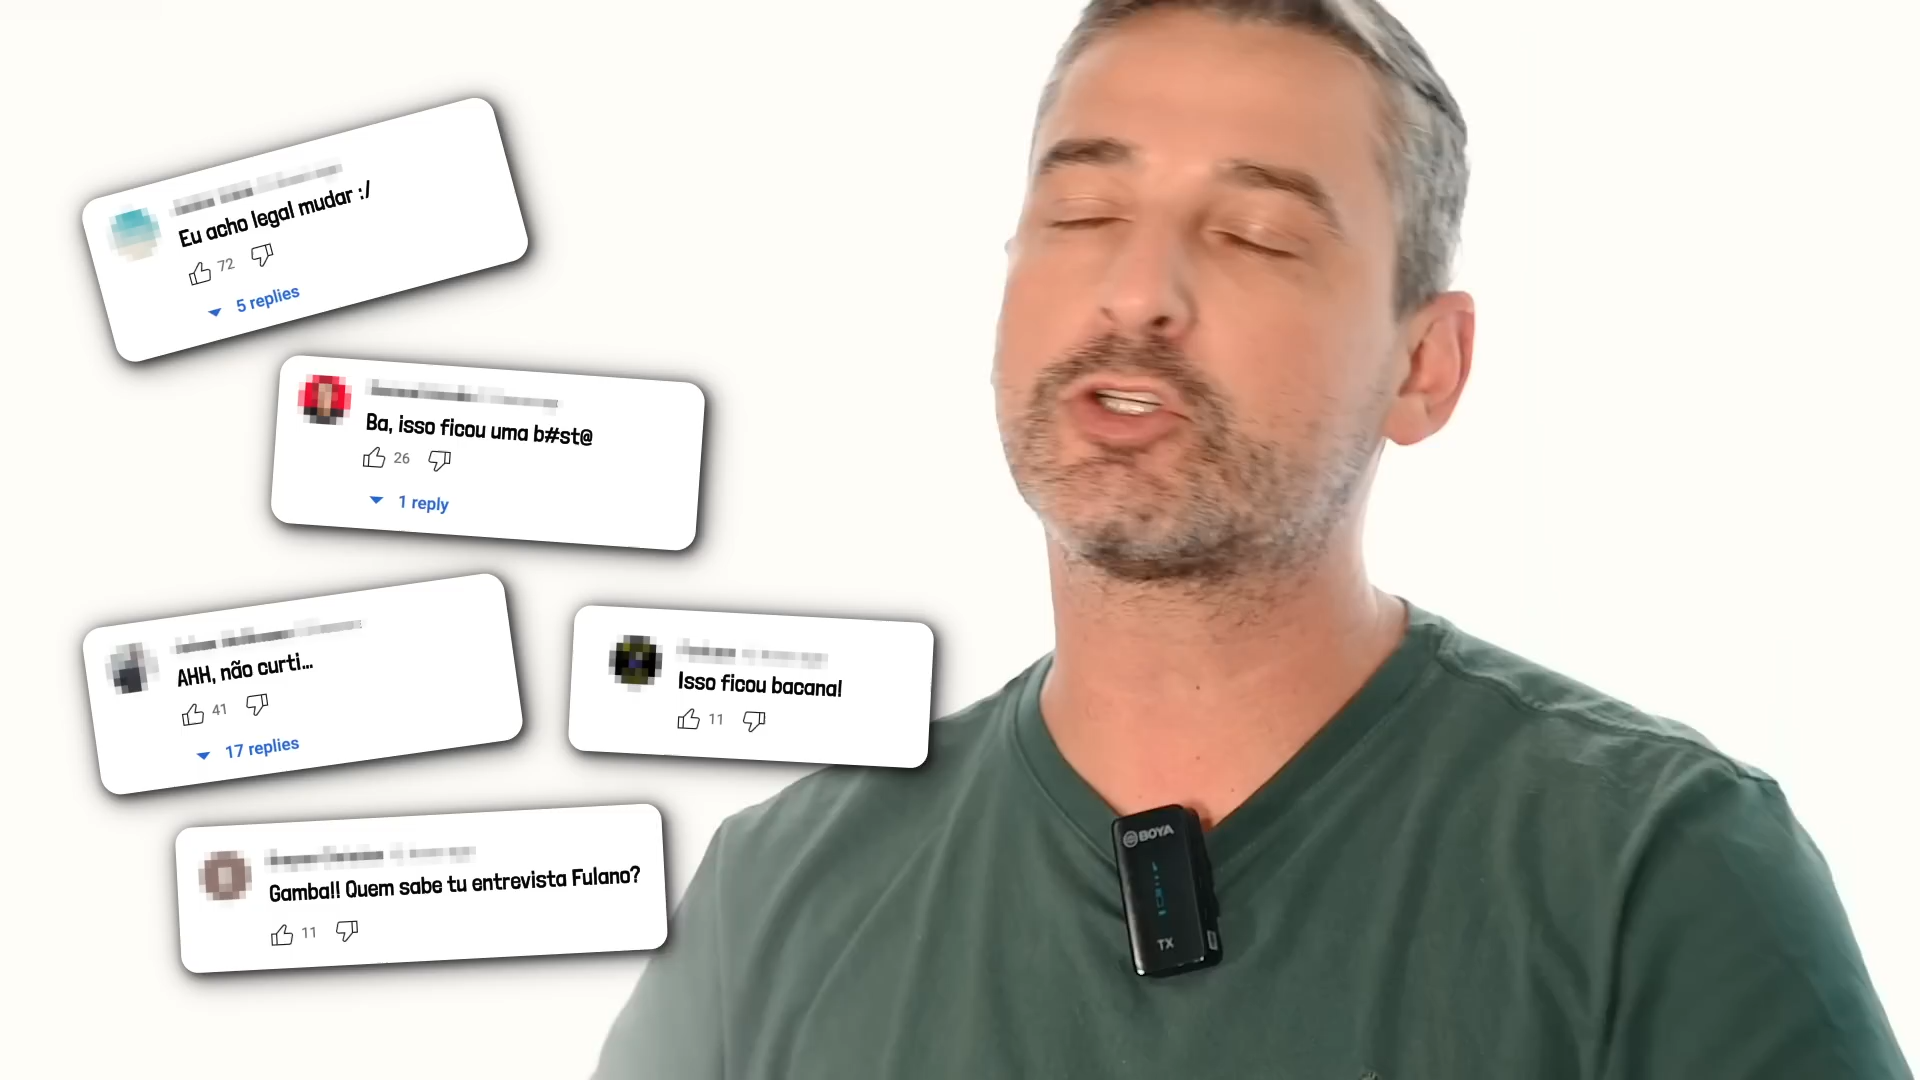 Eu acho legal mudar :/
72
5 replies
Ba, isso ficou uma b#st@
26
1 reply
AHH, não curti...
41
17 replies
Isso ficou bacana!
11
Gamba!! Quem sabe tu entrevista Fulano?
11
BOYA
TX